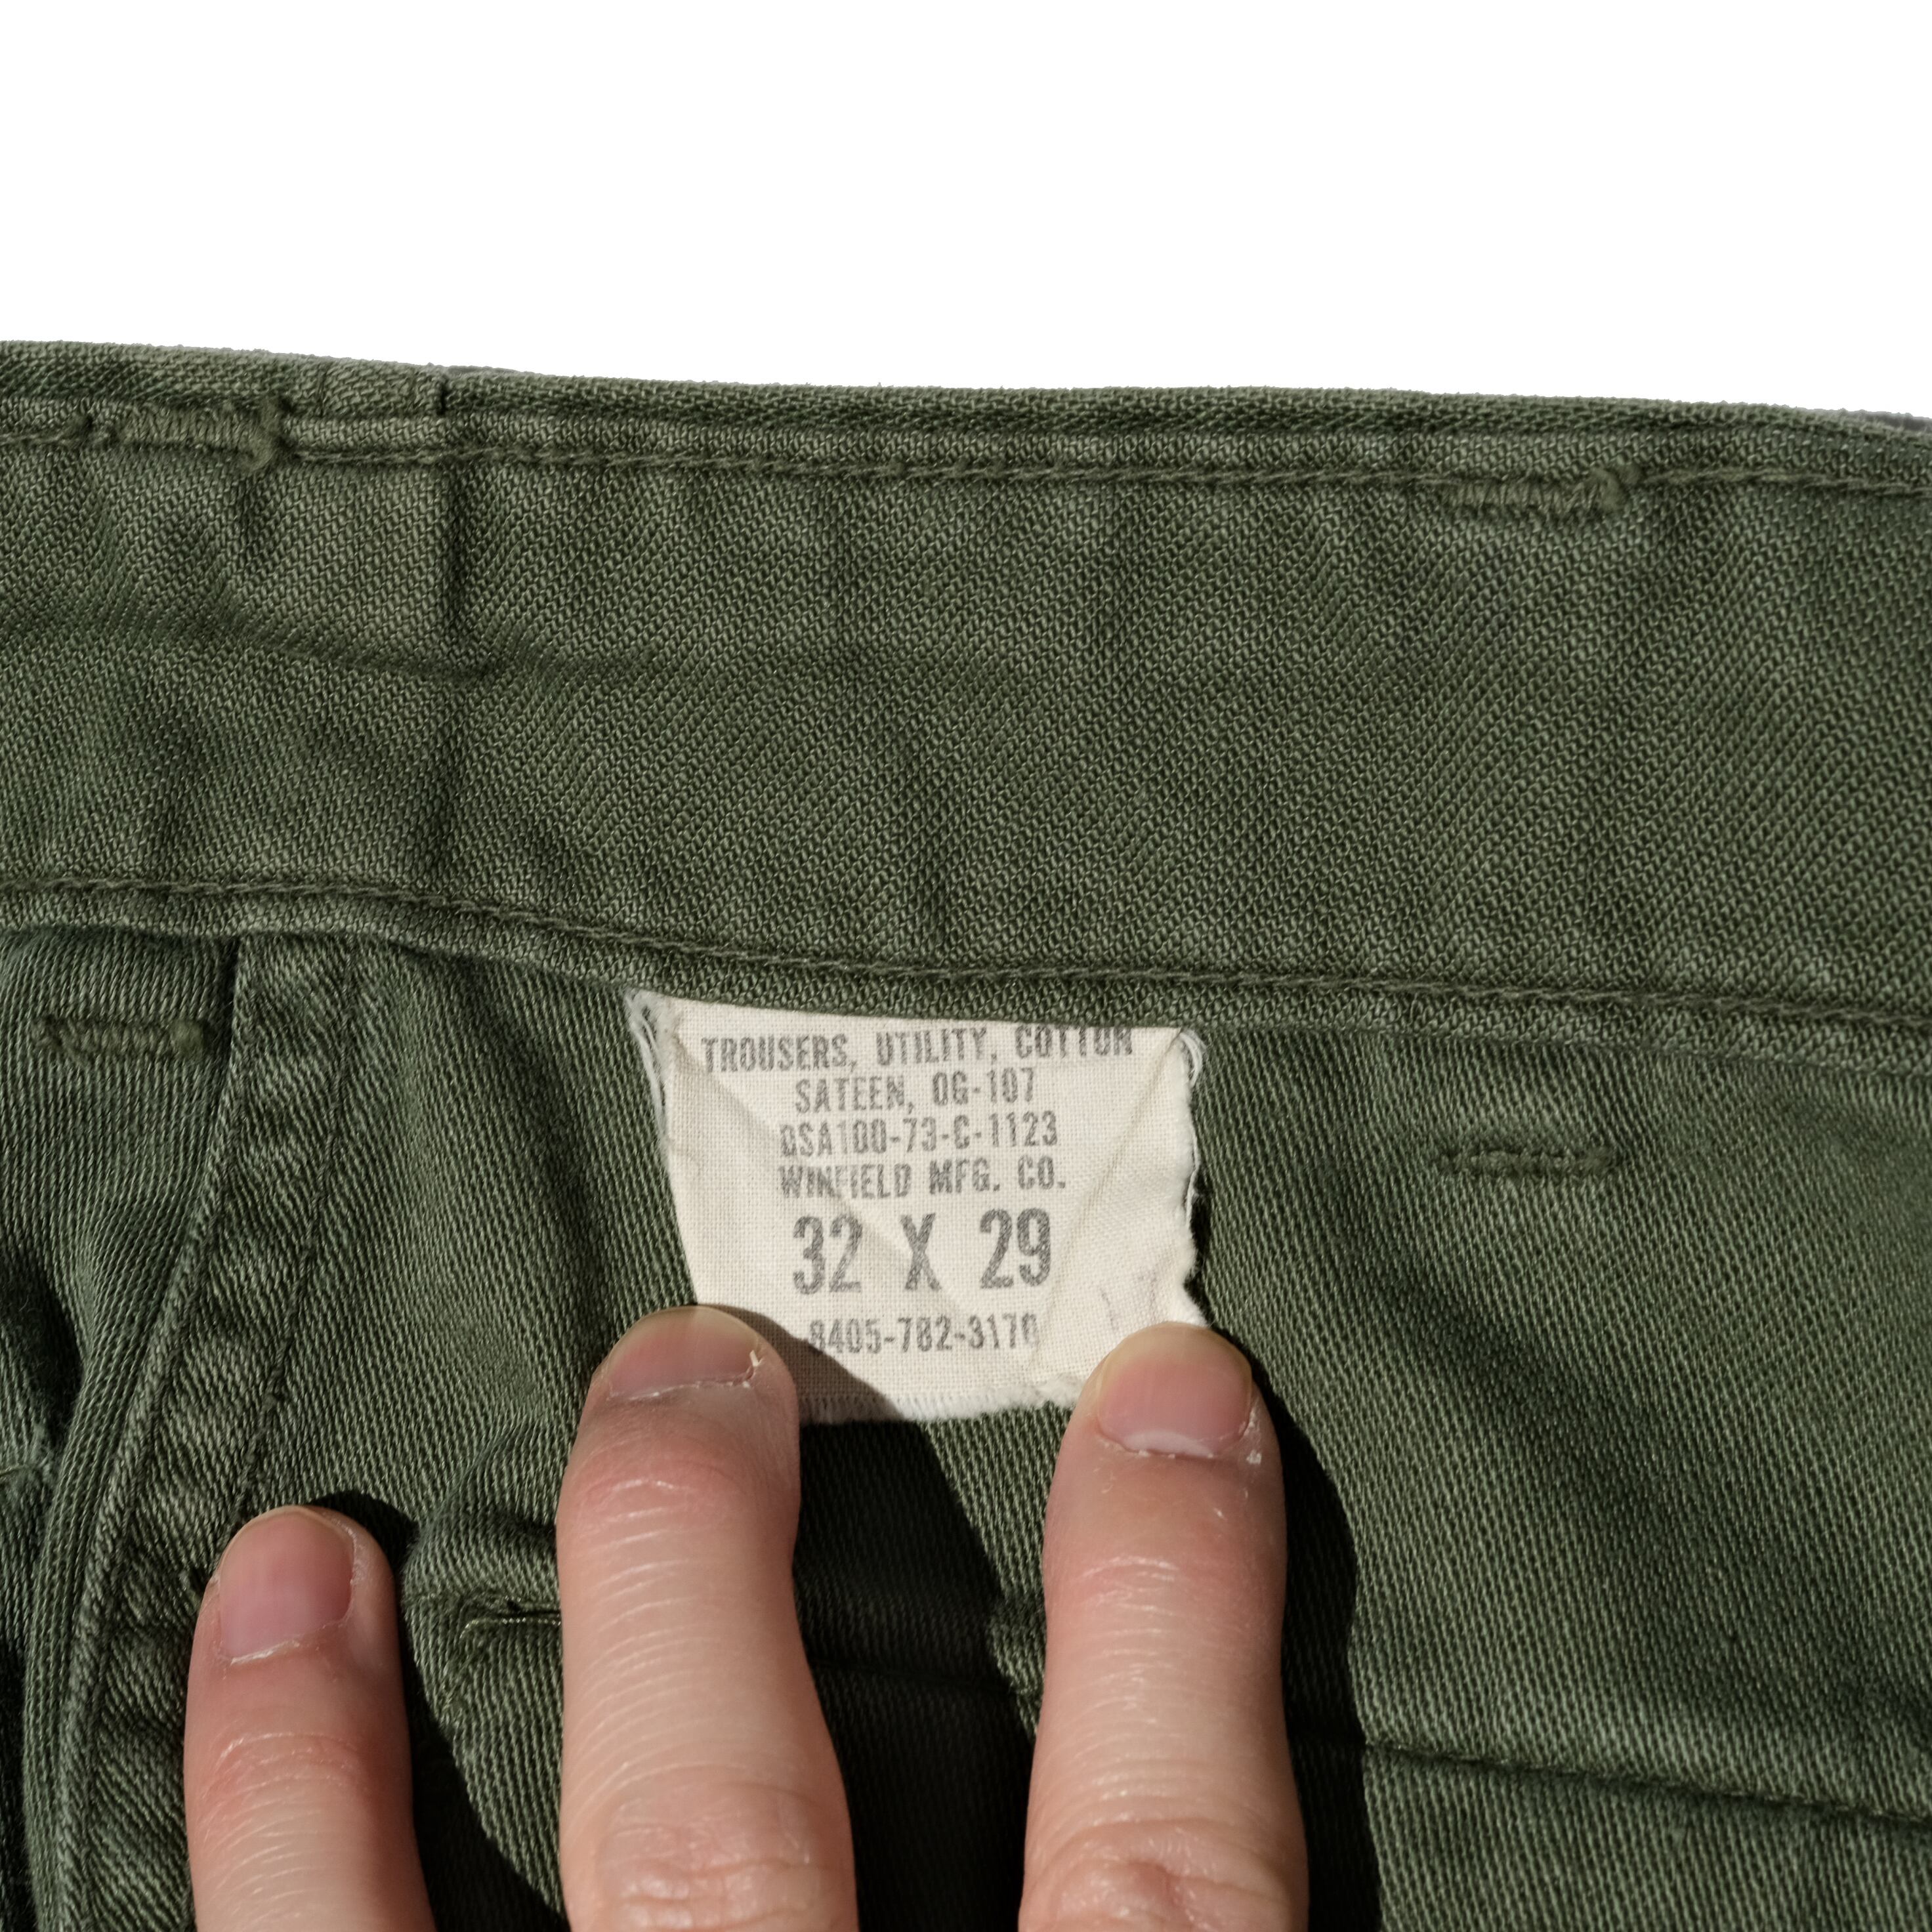 TROUSERS, UTILITY, COTTON
SATEEN, OG-107
DSA100-73-C-1123
WINFIELD MFG. CO.
32 X 29
8405-782-3170